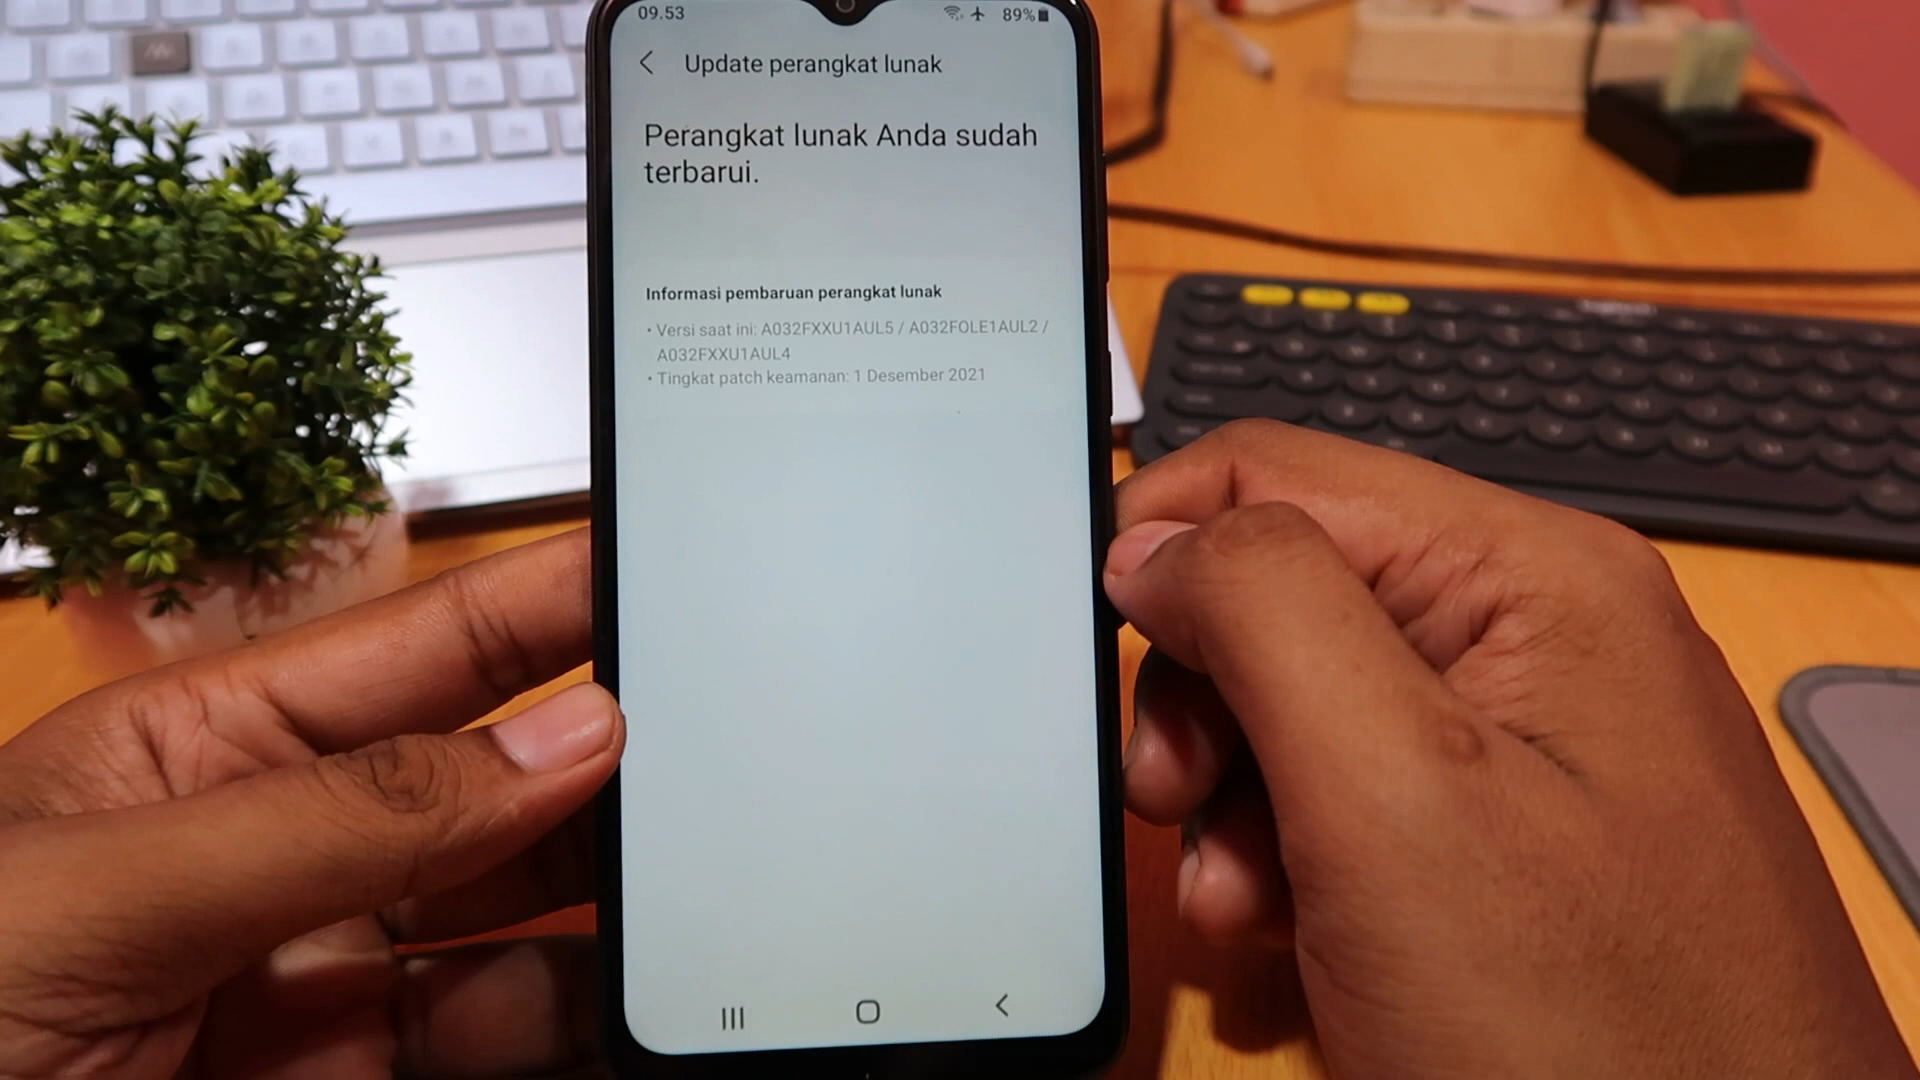 09.53
89%
Update perangkat lunak
Perangkat lunak Anda sudah
terbarui.
Informasi pembaruan perangkat lunak
• Versi saat ini: A032FXXU1AUL5 / A032FOLE1AUL2 /
A032FXXU1AUL4
• Tingkat patch keamanan: 1 Desember 2021